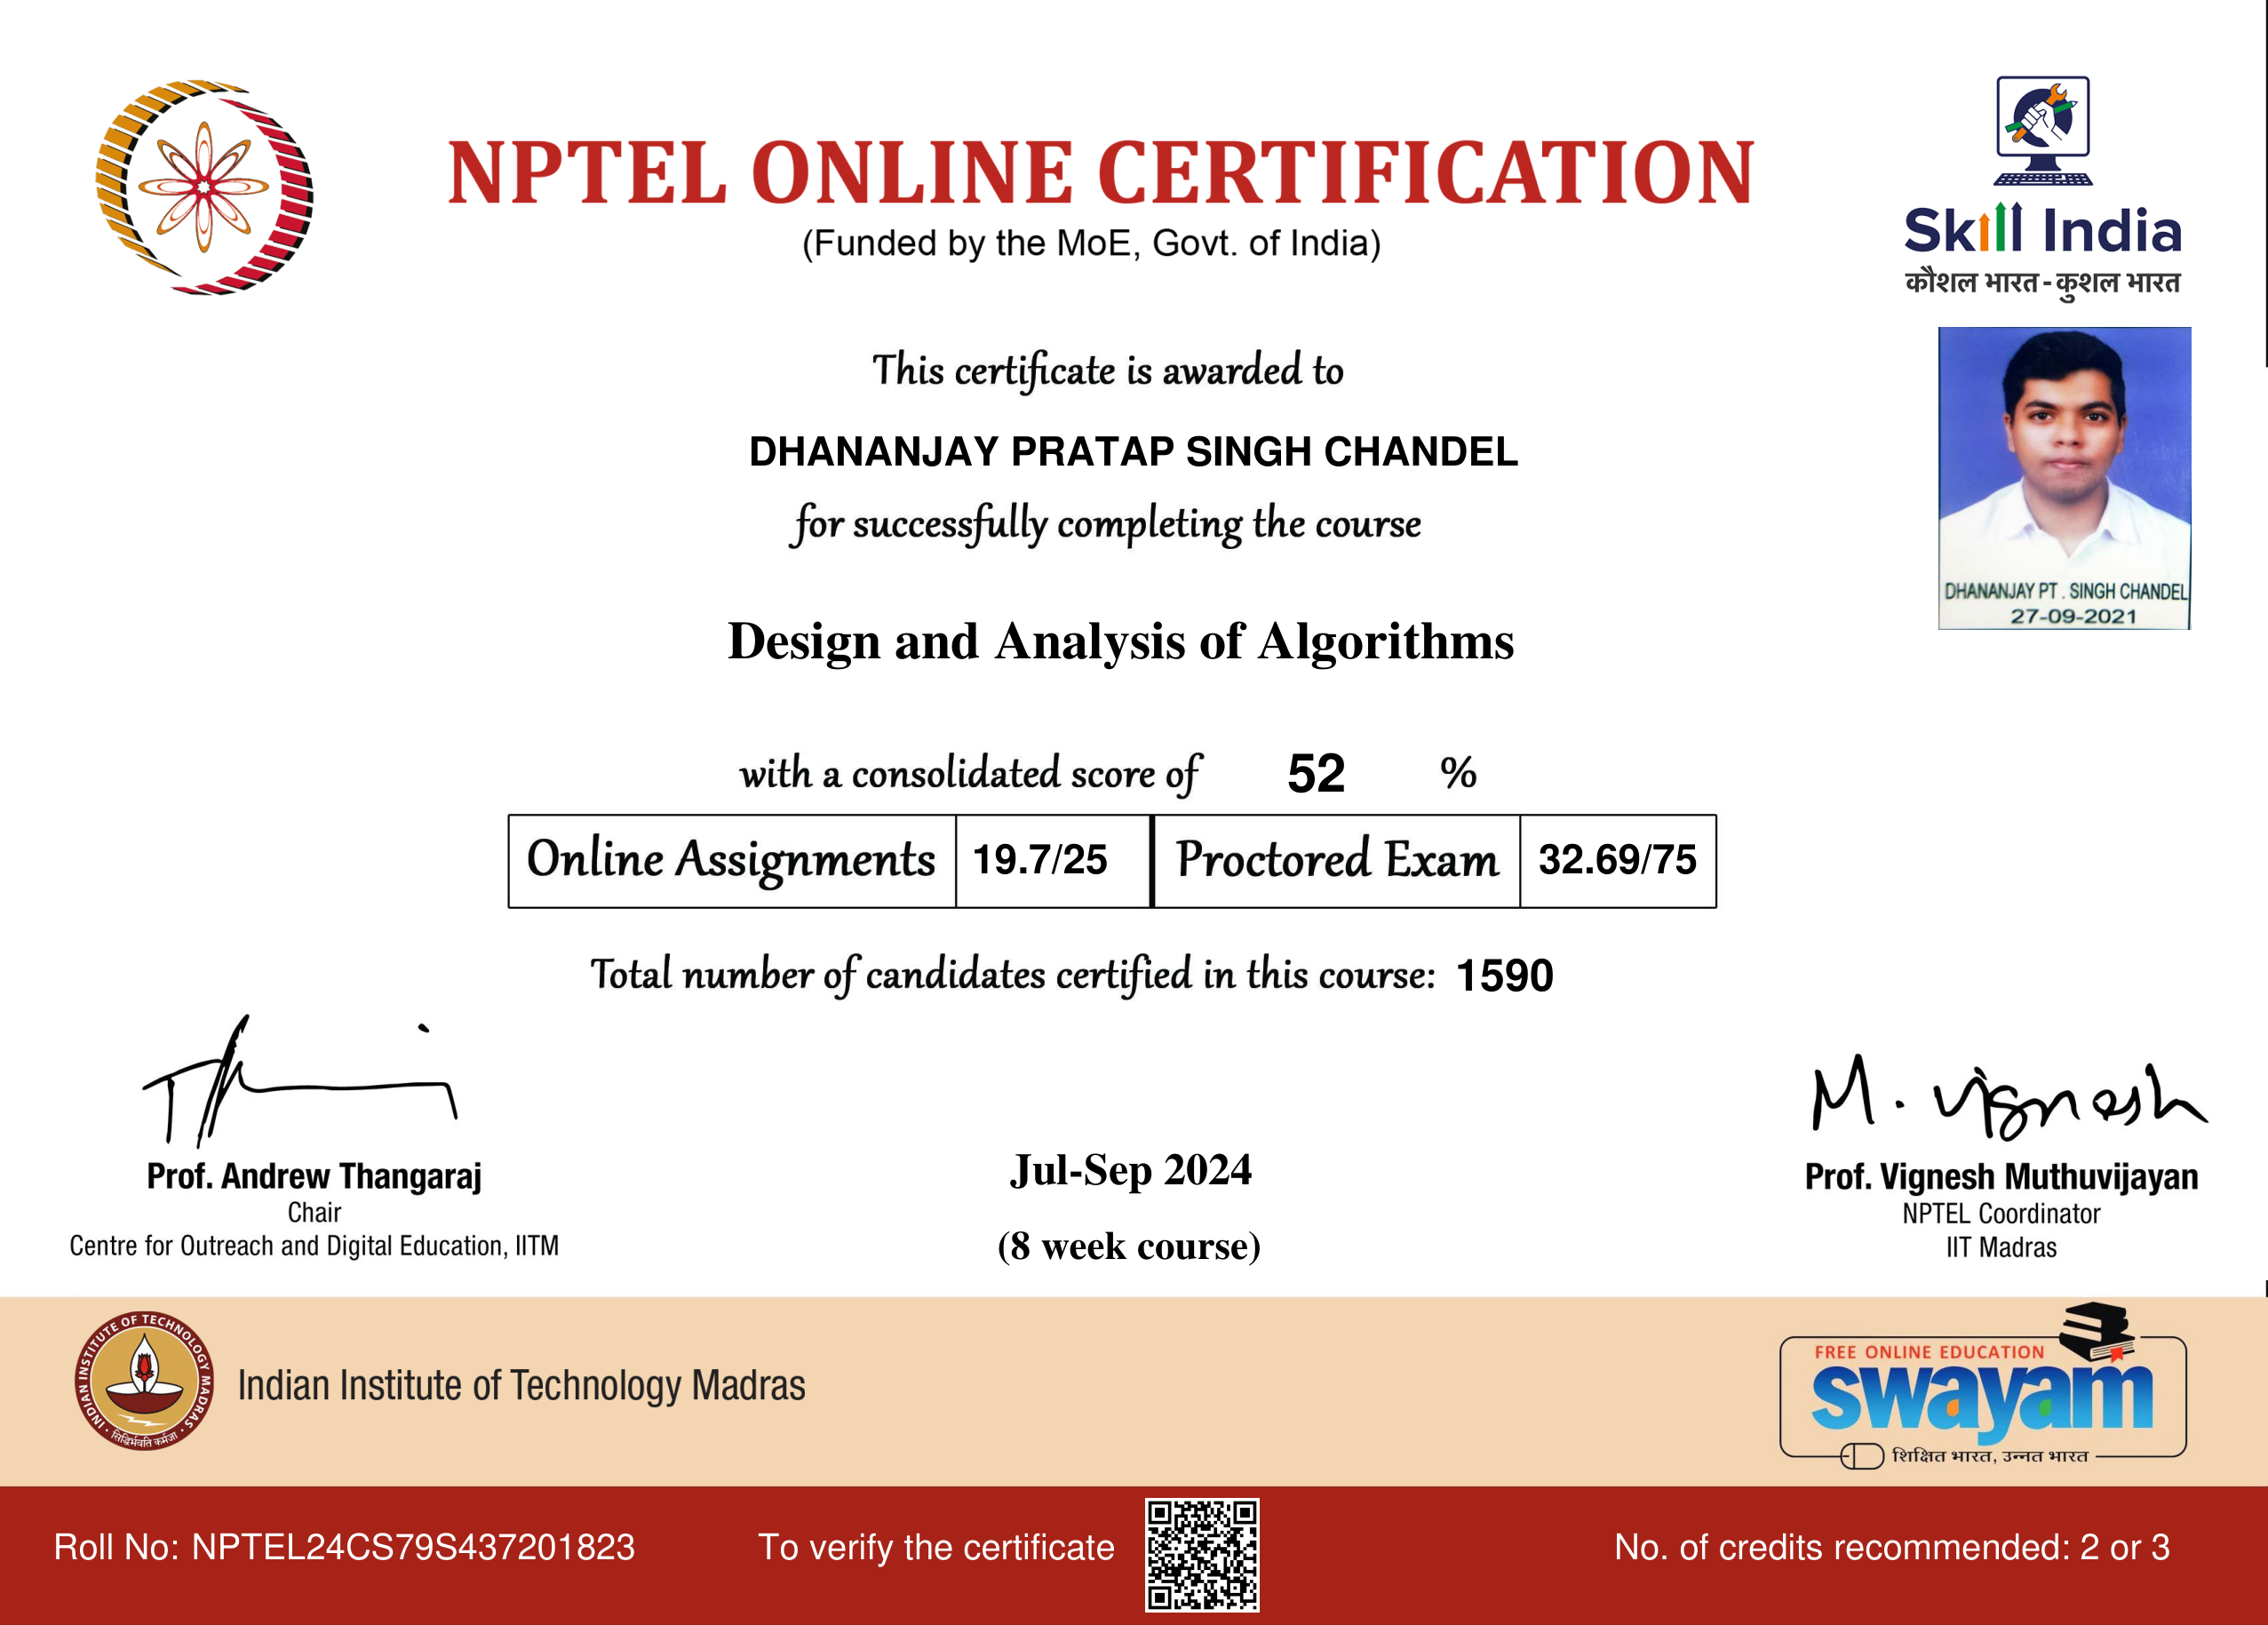 NPTEL ONLINE CERTIFICATION
(Funded by the MoE, Govt. of India)
Skill India
कौशल भारत - कुशल भारत
This certificate is awarded to
DHANANJAY PRATAP SINGH CHANDEL
for successfully completing the course
DHANANJAY PT . SINGH CHANDEL
27-09-2021
Design and Analysis of Algorithms
with a consolidated score of 52 %
Online Assignments 19.7/25 Proctored Exam 32.69/75
Total number of candidates certified in this course: 1590
M. Vignesh
Prof. Andrew Thangaraj
Chair
Centre for Outreach and Digital Education, IITM
Jul-Sep 2024
(8 week course)
Prof. Vignesh Muthuvijayan
NPTEL Coordinator
IIT Madras
INDIAN INSTITUTE OF TECHNOLOGY MADRAS
सिद्धिर्भवति कर्मजा
Indian Institute of Technology Madras
FREE ONLINE EDUCATION
swayam
शिक्षित भारत, उन्नत भारत
Roll No: NPTEL24CS79S437201823
To verify the certificate
No. of credits recommended: 2 or 3